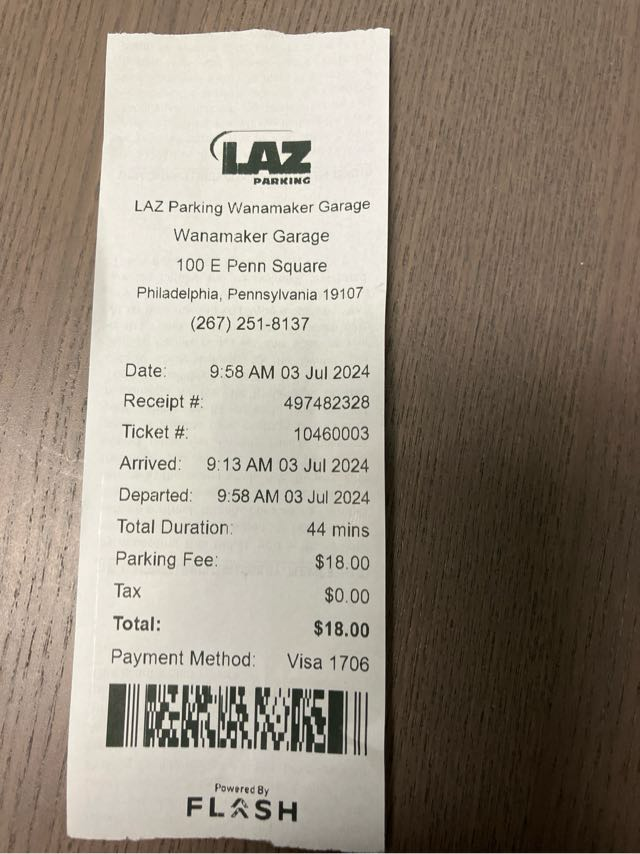 LAZ
PARKING
LAZ Parking Wanamaker Garage
Wanamaker Garage
100 E Penn Square
Philadelphia, Pennsylvania 19107
(267) 251-8137
Date: 9:58 AM 03 Jul 2024
Receipt #: 497482328
Ticket #: 10460003
Arrived: 9:13 AM 03 Jul 2024
Departed: 9:58 AM 03 Jul 2024
Total Duration: 44 mins
Parking Fee: $18.00
Tax $0.00
Total: $18.00
Payment Method: Visa 1706
Powered By
FLASH